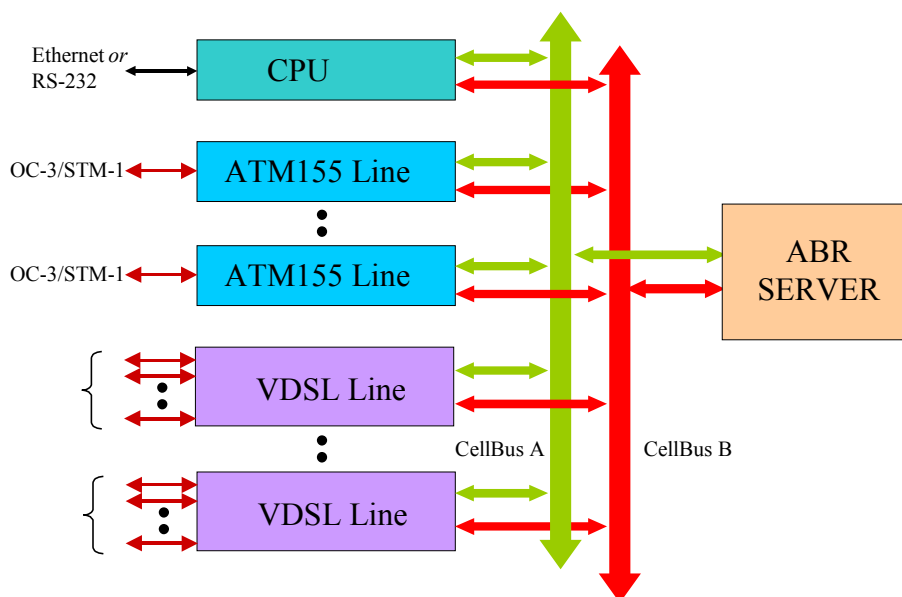 Ethernet or
RS-232
CPU
OC-3/STM-1
ATM155 Line
OC-3/STM-1
ATM155 Line
ABR
SERVER
VDSL Line
CellBus A
CellBus B
VDSL Line